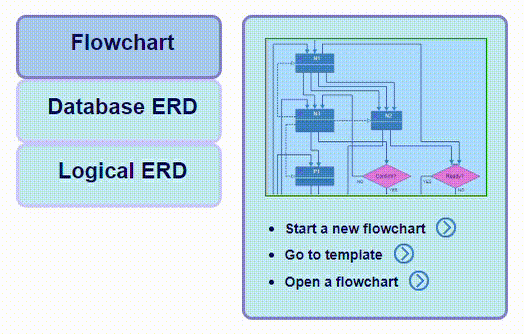 Flowchart
Database ERD
Logical ERD
N1
N3
N2
P1
Confirm?
Ready?
NO
YES
YES
NO
Start a new flowchart
Go to template
Open a flowchart